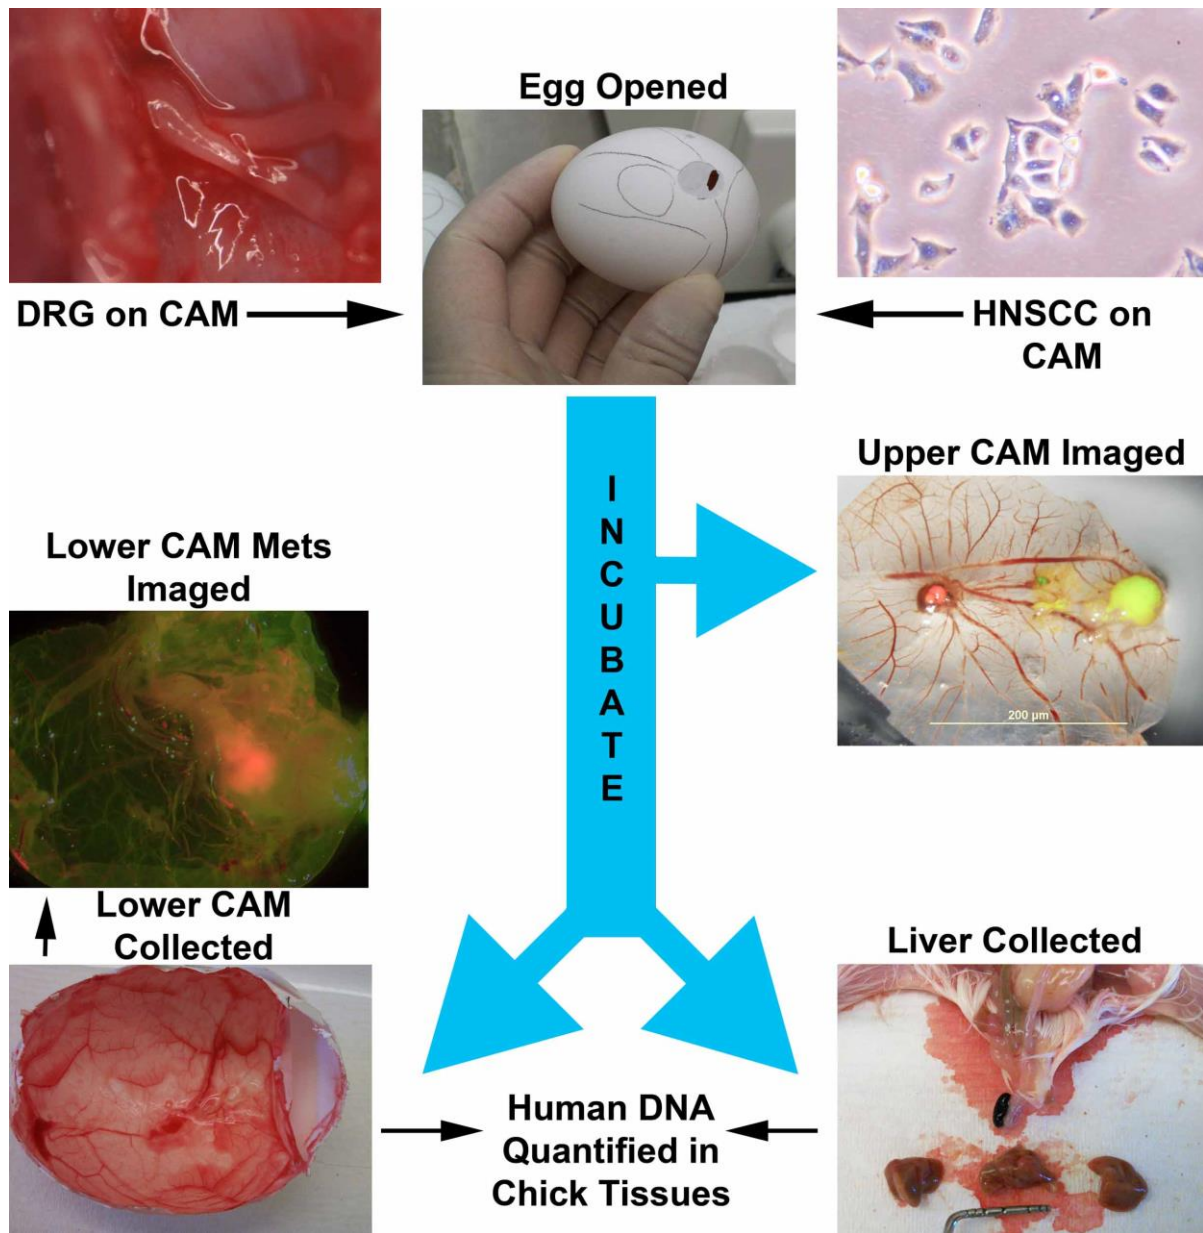 Egg Opened
DRG on CAM
HNSCC on
CAM
I
N
C
U
B
A
T
E
Upper CAM Imaged
200 µm
Lower CAM Mets
Imaged
Lower CAM
Collected
Liver Collected
Human DNA
Quantified in
Chick Tissues